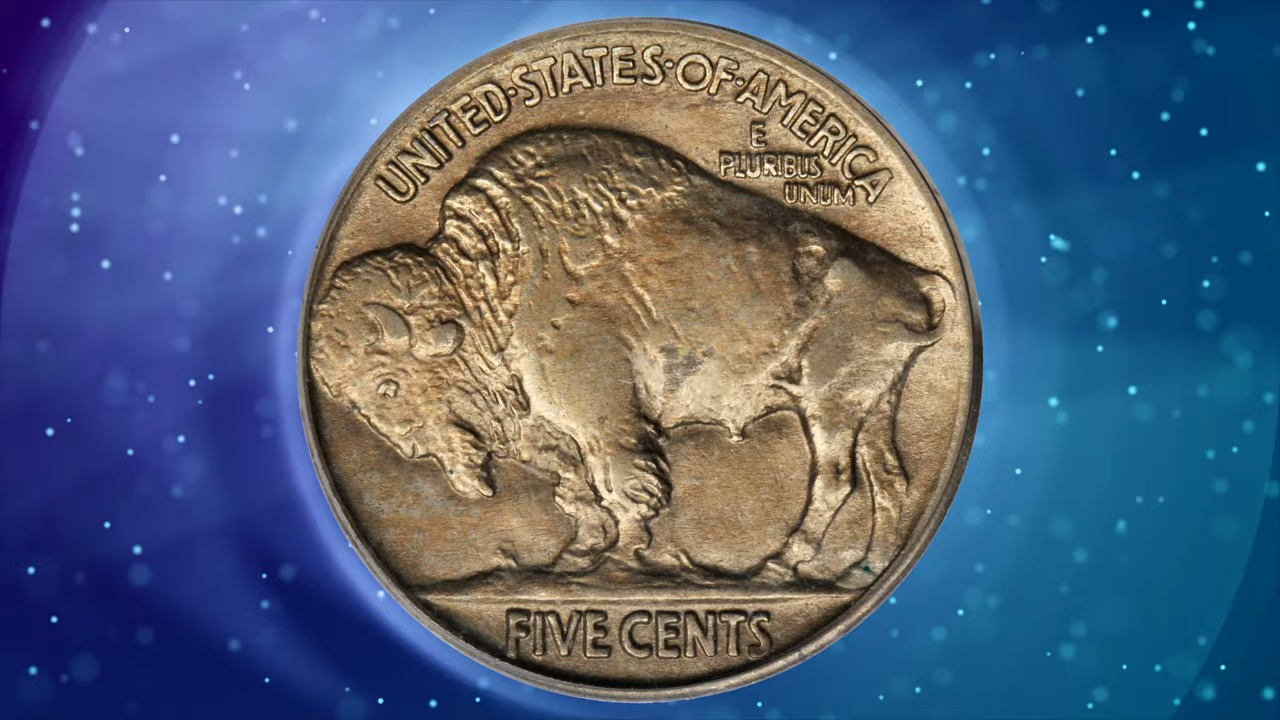 UNITED·STATES·OF·AMERICA
E
PLURIBUS
UNUM
FIVE CENTS